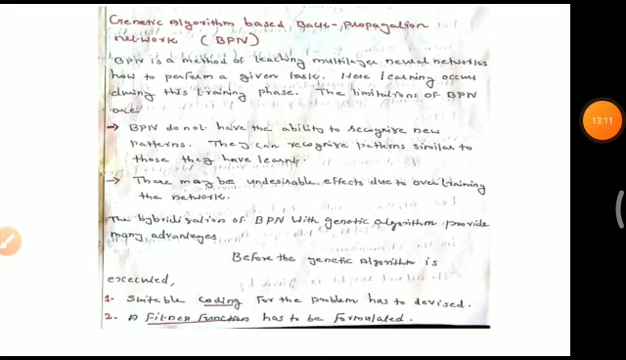 Genetic Algorithm based Back-propagation
network (BPN)
BPN is a method of teaching multilayer neural networks
how to perform a given task. Here learning occurs
during this training phase. The limitations of BPN
are
→ BPN do not have the ability to recognize new
patterns. They can recognize patterns similar to
those they have learnt.
→ There may be undesirable effects due to over training
the network.
The hybridization of BPN with genetic algorithm provide
many advantages
Before the genetic Algorithm is
executed,
1. Suitable coding for the problem has to devised.
2. A Fitness Function has to be formulated.
13:11